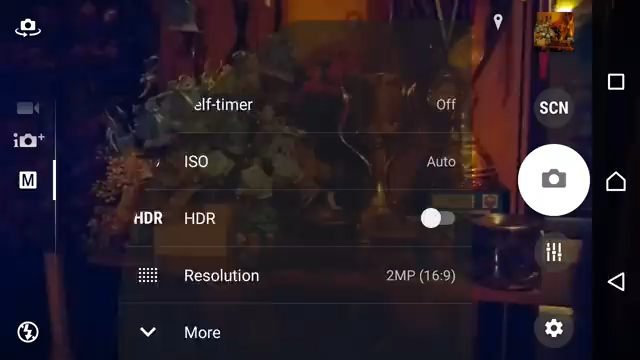 elf-timer Off
ISO Auto
HDR HDR
Resolution 2MP (16:9)
More
SCN
i+
M